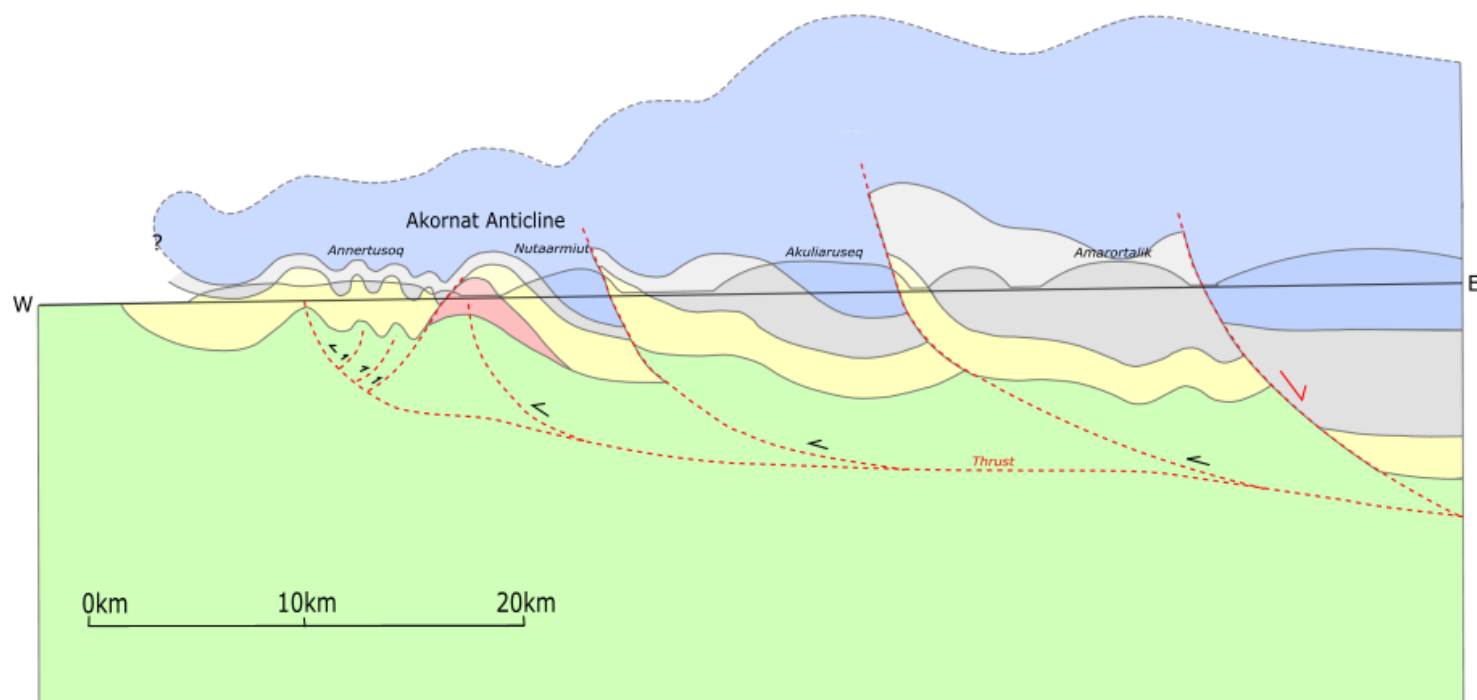 Akornat Anticline
?
Annertusoq
Nutaarmiut
Akuliaruseq
Amarortalik
W
E
Thrust
0km
10km
20km